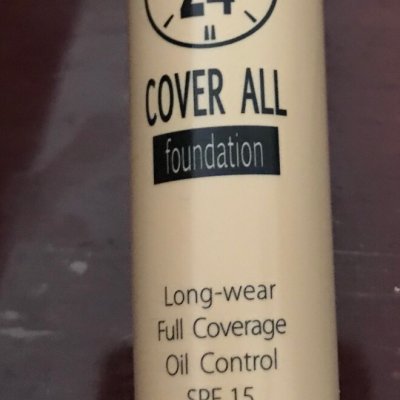 24
COVER ALL
foundation
Long-wear
Full Coverage
Oil Control
SPF 15